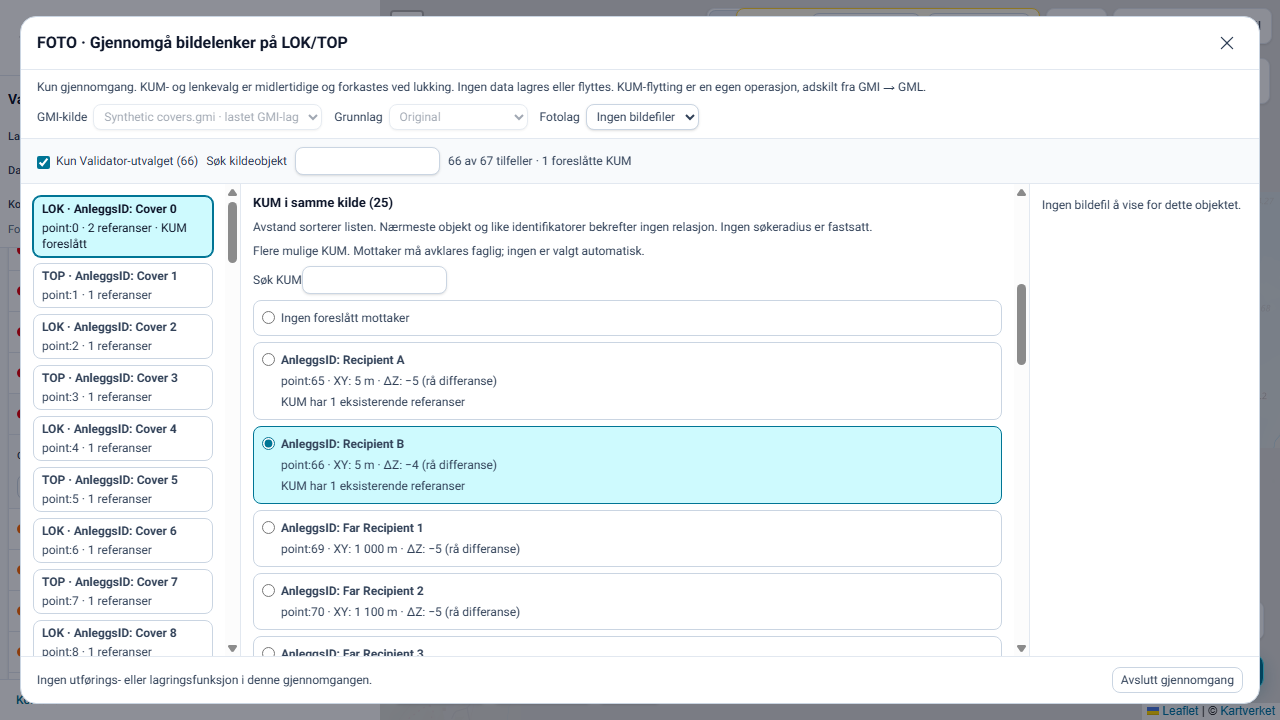 FOTO · Gjennomgå bildelenker på LOK/TOP
Kun gjennomgang. KUM- og lenkevalg er midlertidige og forkastes ved lukking. Ingen data lagres eller flyttes. KUM-flytting er en egen operasjon, adskilt fra GMI → GML.
GMI-kilde Synthetic covers.gmi · lastet GMI-lag Grunnlag Original Fotolag Ingen bildefiler
Kun Validator-utvalget (66) Søk kildeobjekt 66 av 67 tilfeller · 1 foreslåtte KUM
LOK · AnleggsID: Cover 0
point:0 · 2 referanser · KUM
foreslått
TOP · AnleggsID: Cover 1
point:1 · 1 referanser
LOK · AnleggsID: Cover 2
point:2 · 1 referanser
TOP · AnleggsID: Cover 3
point:3 · 1 referanser
LOK · AnleggsID: Cover 4
point:4 · 1 referanser
TOP · AnleggsID: Cover 5
point:5 · 1 referanser
LOK · AnleggsID: Cover 6
point:6 · 1 referanser
TOP · AnleggsID: Cover 7
point:7 · 1 referanser
LOK · AnleggsID: Cover 8
point:8 · 1 referanser
KUM i samme kilde (25)
Avstand sorterer listen. Nærmeste objekt og like identifikatorer bekrefter ingen relasjon. Ingen søkeradius er fastsatt.
Flere mulige KUM. Mottaker må avklares faglig; ingen er valgt automatisk.
Søk KUM
Ingen foreslått mottaker
AnleggsID: Recipient A
point:65 · XY: 5 m · ΔZ: −5 (rå differanse)
KUM har 1 eksisterende referanser
AnleggsID: Recipient B
point:66 · XY: 5 m · ΔZ: −4 (rå differanse)
KUM har 1 eksisterende referanser
AnleggsID: Far Recipient 1
point:69 · XY: 1 000 m · ΔZ: −5 (rå differanse)
AnleggsID: Far Recipient 2
point:70 · XY: 1 100 m · ΔZ: −5 (rå differanse)
AnleggsID: Far Recipient 3
Ingen bildefil å vise for dette objektet.
Ingen utførings- eller lagringsfunksjon i denne gjennomgangen.
Avslutt gjennomgang
Leaflet | © Kartverket